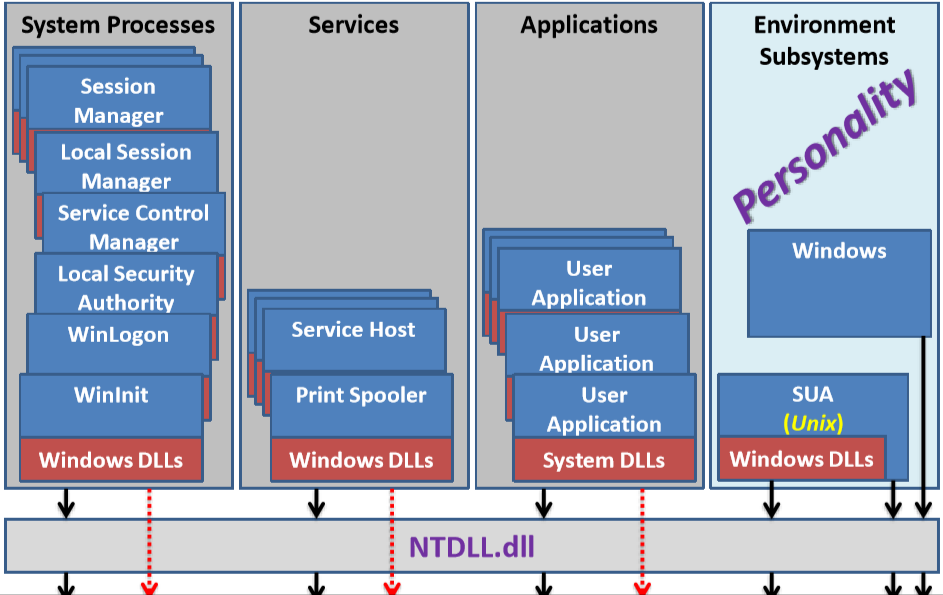 System Processes
Session
Manager
Local Session
Manager
Service Control
Manager
Local Security
Authority
WinLogon
WinInit
Windows DLLs
Services
Service Host
Print Spooler
Windows DLLs
Applications
User
Application
User
Application
User
Application
System DLLs
Environment
Subsystems
Personality
Windows
SUA
(Unix)
Windows DLLs
NTDLL.dll